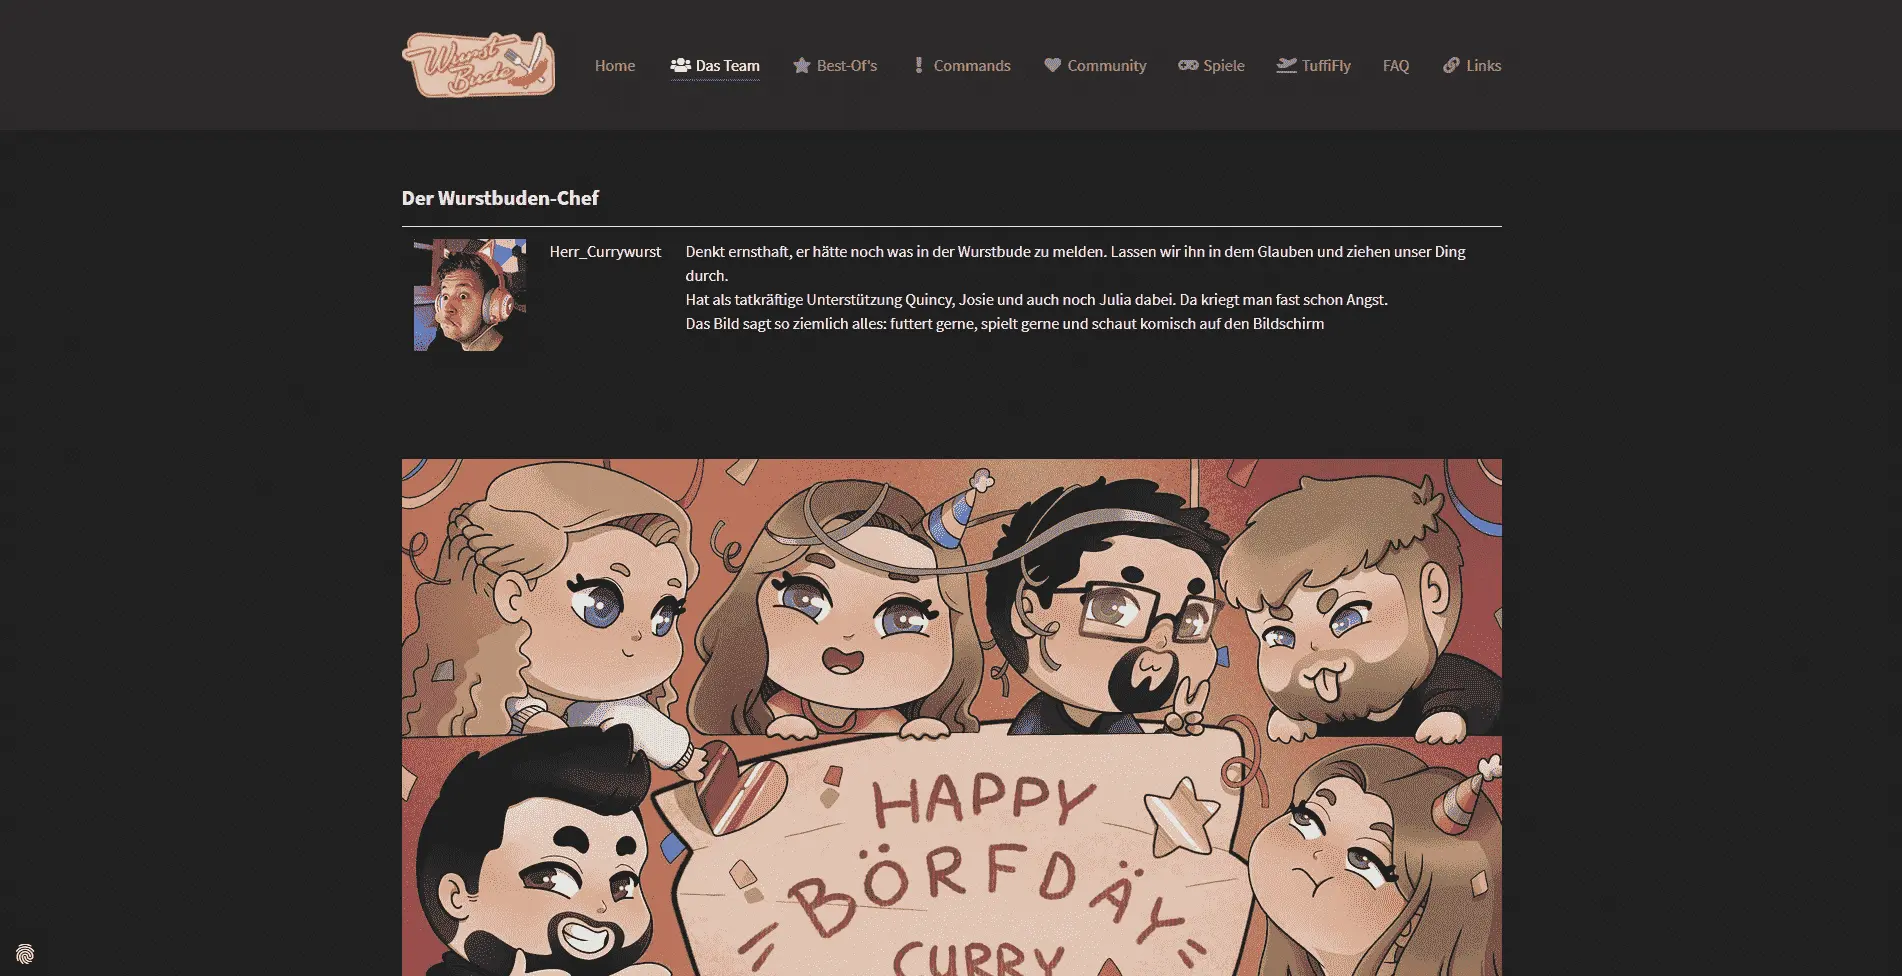 Wurst
Bude
Home
Das Team
Best-Of's
Commands
Community
Spiele
TuffiFly
FAQ
Links
Der Wurstbuden-Chef
Herr_Currywurst
Denkt ernsthaft, er hätte noch was in der Wurstbude zu melden. Lassen wir ihn in dem Glauben und ziehen unser Ding
durch.
Hat als tatkräftige Unterstützung Quincy, Josie und auch noch Julia dabei. Da kriegt man fast schon Angst.
Das Bild sagt so ziemlich alles: futtert gerne, spielt gerne und schaut komisch auf den Bildschirm
HAPPY
BÖRFDÄY
CURRY